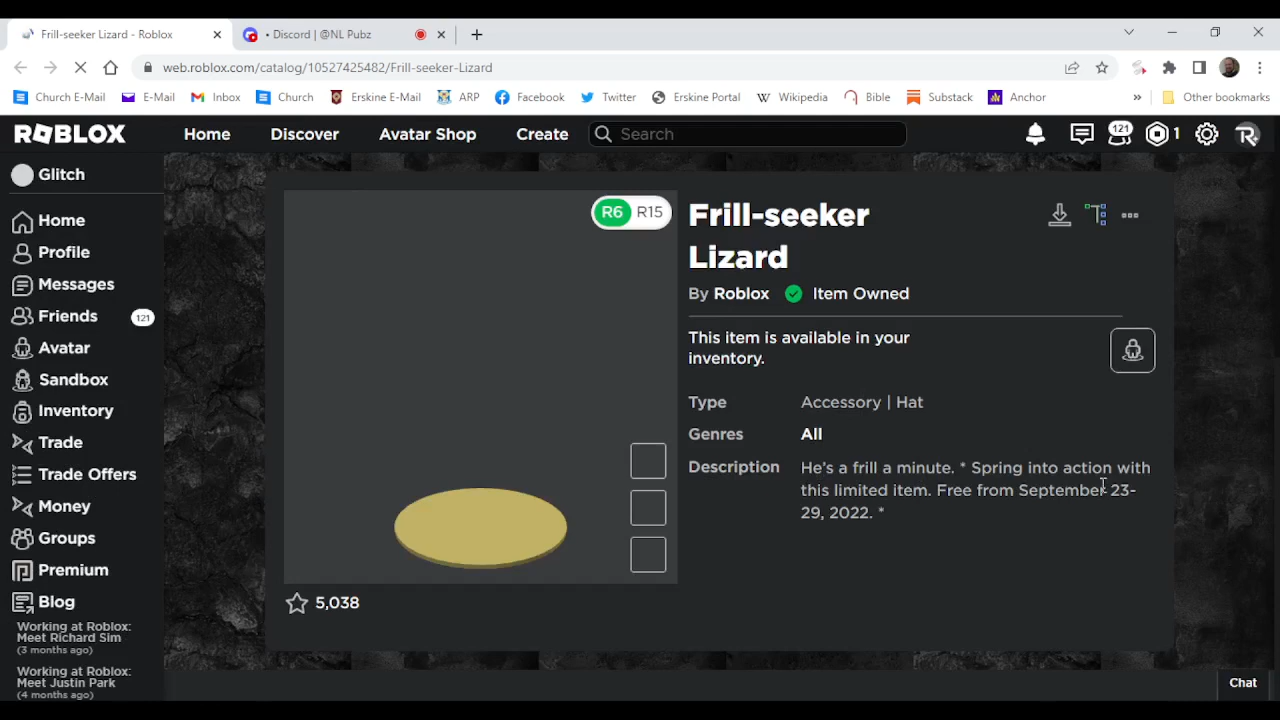 Frill-seeker Lizard - Roblox
• Discord | @NL Pubz
web.roblox.com/catalog/10527425482/Frill-seeker-Lizard
Church E-Mail E-Mail Inbox Church Erskine E-Mail ARP Facebook Twitter Erskine Portal Wikipedia Bible Substack Anchor » Other bookmarks
ROBLOX Home Discover Avatar Shop Create Search 121 1
Glitch
Home
Profile
Messages
Friends 121
Avatar
Sandbox
Inventory
Trade
Trade Offers
Money
Groups
Premium
Blog
Working at Roblox:
Meet Richard Sim
(3 months ago)
Working at Roblox:
Meet Justin Park
(4 months ago)
R6 R15
5,038
Frill-seeker
Lizard
By Roblox Item Owned
This item is available in your
inventory.
Type Accessory | Hat
Genres All
Description He's a frill a minute. * Spring into action with
this limited item. Free from September 23-
29, 2022. *
Chat